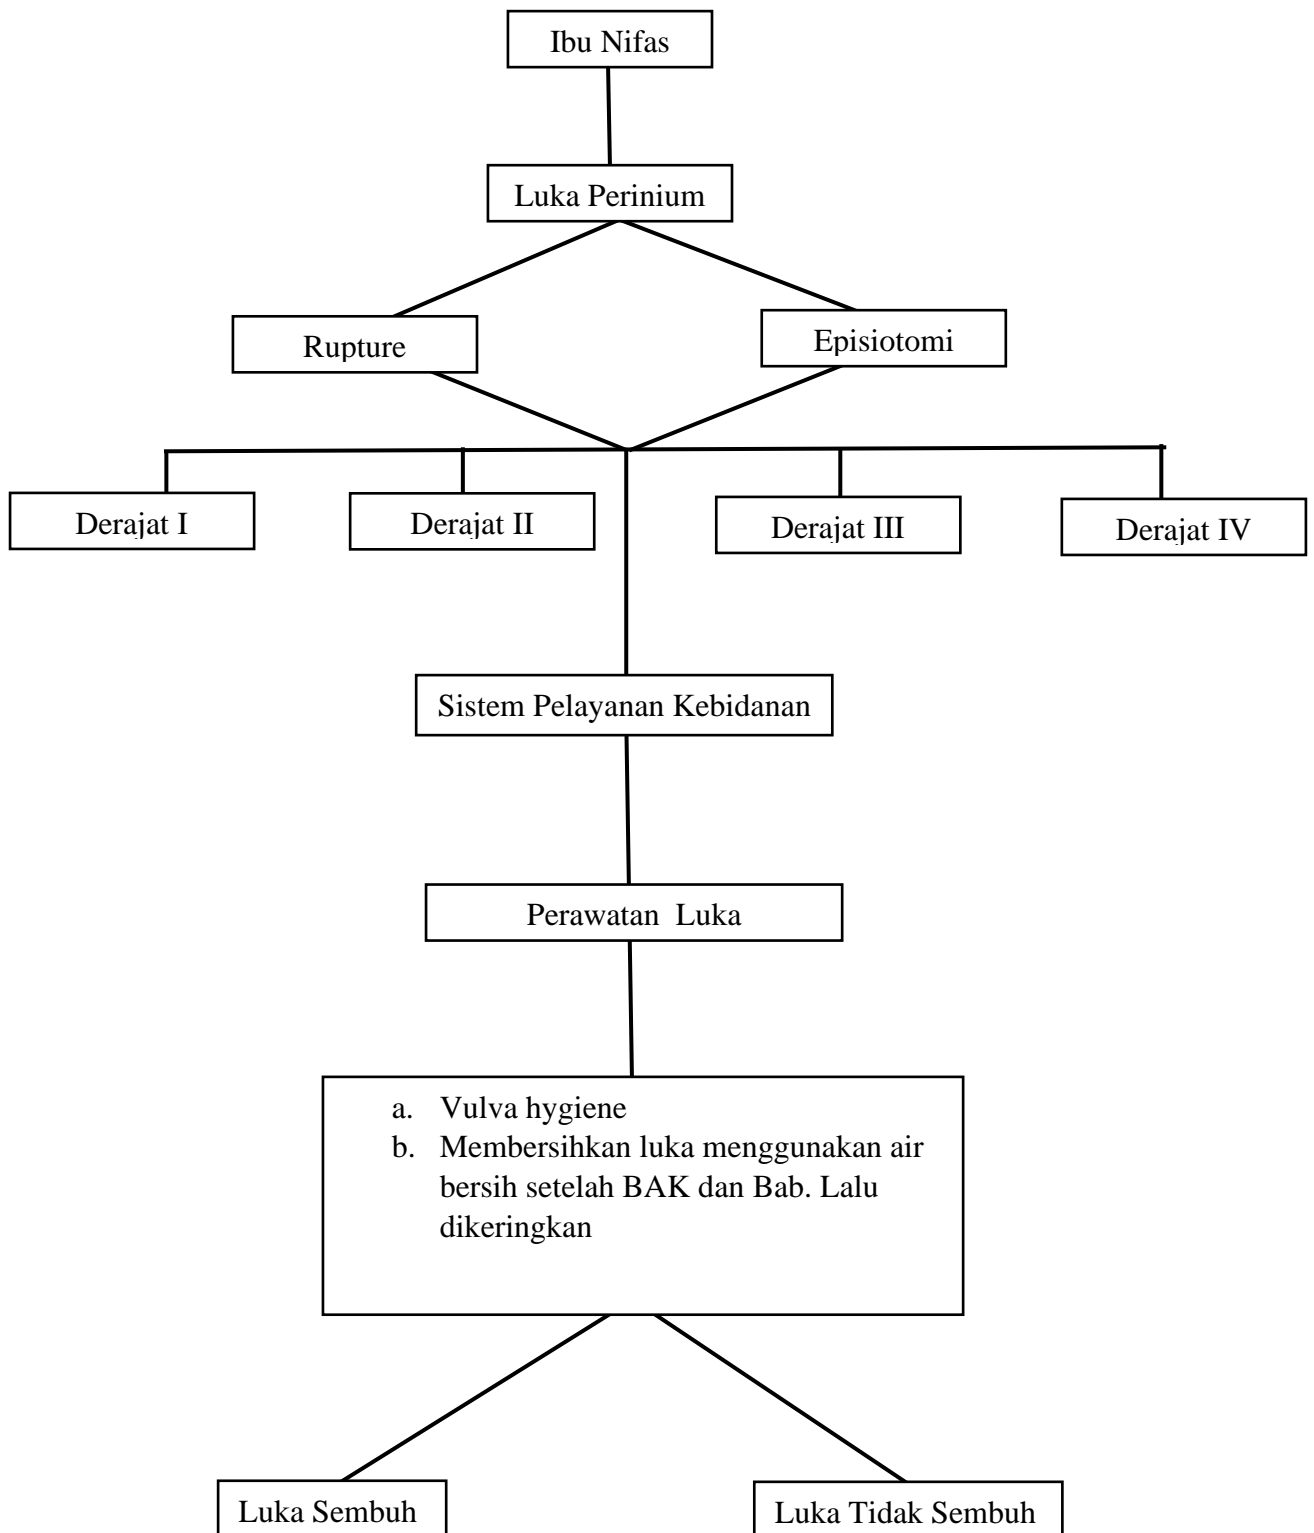 Ibu Nifas
Luka Perinium
Rupture
Episiotomi
Derajat I
Derajat II
Derajat III
Derajat IV
Sistem Pelayanan Kebidanan
Perawatan  Luka
a. Vulva hygiene
b. Membersihkan luka menggunakan air
bersih setelah BAK dan Bab. Lalu
dikeringkan
Luka Sembuh
Luka Tidak Sembuh